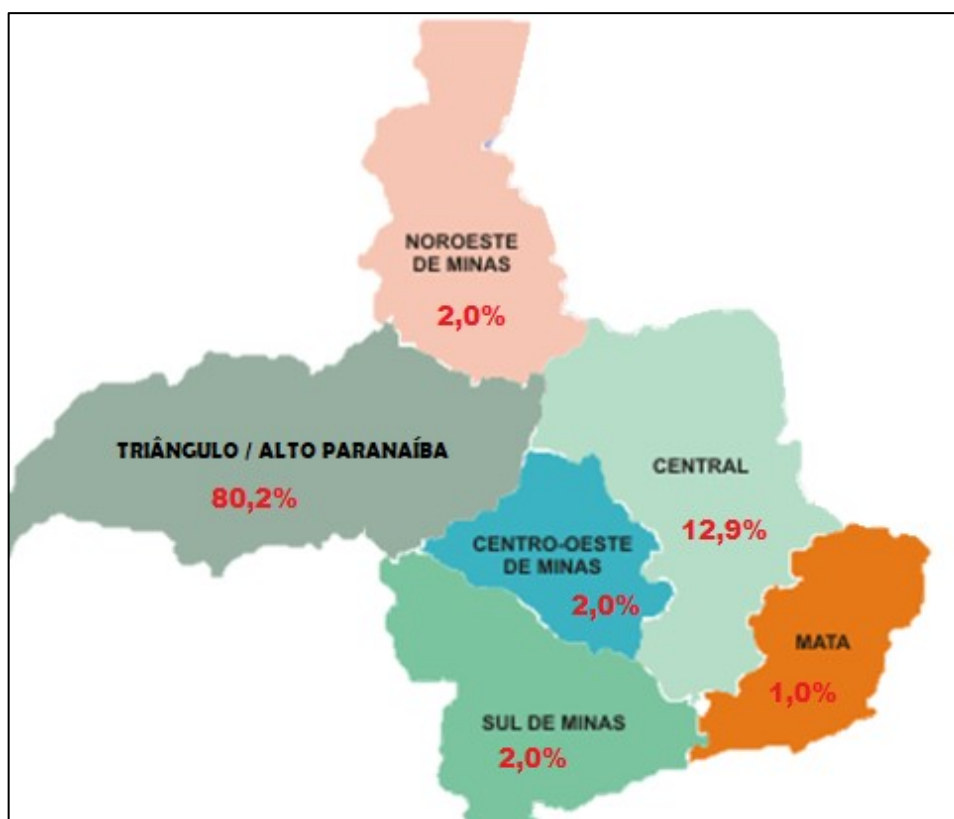 NOROESTE
DE MINAS
2,0%
TRIÂNGULO / ALTO PARANAÍBA
80,2%
CENTRAL
12,9%
CENTRO-OESTE
DE MINAS
2,0%
MATA
1,0%
SUL DE MINAS
2,0%